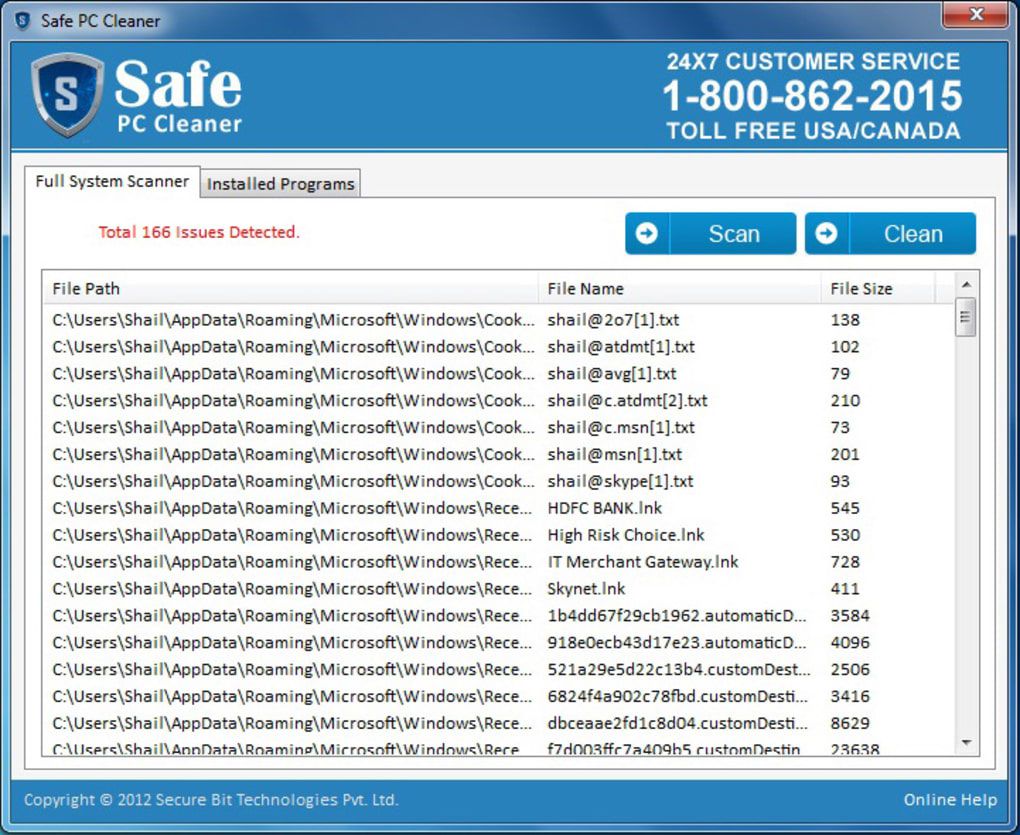 Safe PC Cleaner
Safe
PC Cleaner
24X7 CUSTOMER SERVICE
1-800-862-2015
TOLL FREE USA/CANADA
Full System Scanner Installed Programs
Total 166 Issues Detected. Scan Clean
File Path File Name File Size
C:\Users\Shail\AppData\Roaming\Microsoft\Windows\Cook... shail@2o7[1].txt 138
C:\Users\Shail\AppData\Roaming\Microsoft\Windows\Cook... shail@atdmt[1].txt 102
C:\Users\Shail\AppData\Roaming\Microsoft\Windows\Cook... shail@avg[1].txt 79
C:\Users\Shail\AppData\Roaming\Microsoft\Windows\Cook... shail@c.atdmt[2].txt 210
C:\Users\Shail\AppData\Roaming\Microsoft\Windows\Cook... shail@c.msn[1].txt 73
C:\Users\Shail\AppData\Roaming\Microsoft\Windows\Cook... shail@msn[1].txt 201
C:\Users\Shail\AppData\Roaming\Microsoft\Windows\Cook... shail@skype[1].txt 93
C:\Users\Shail\AppData\Roaming\Microsoft\Windows\Rece... HDFC BANK.lnk 545
C:\Users\Shail\AppData\Roaming\Microsoft\Windows\Rece... High Risk Choice.lnk 530
C:\Users\Shail\AppData\Roaming\Microsoft\Windows\Rece... IT Merchant Gateway.lnk 728
C:\Users\Shail\AppData\Roaming\Microsoft\Windows\Rece... Skynet.lnk 411
C:\Users\Shail\AppData\Roaming\Microsoft\Windows\Rece... 1b4dd67f29cb1962.automaticD... 3584
C:\Users\Shail\AppData\Roaming\Microsoft\Windows\Rece... 918e0ecb43d17e23.automaticD... 4096
C:\Users\Shail\AppData\Roaming\Microsoft\Windows\Rece... 521a29e5d22c13b4.customDest... 2506
C:\Users\Shail\AppData\Roaming\Microsoft\Windows\Rece... 6824f4a902c78fbd.customDesti... 3416
C:\Users\Shail\AppData\Roaming\Microsoft\Windows\Rece... dbceaae2fd1c8d04.customDesti... 8629
C:\Users\Shail\AppData\Roaming\Microsoft\Windows\Rece f7d003ffc7a409b5.customDestin 23638
Copyright © 2012 Secure Bit Technologies Pvt. Ltd. Online Help